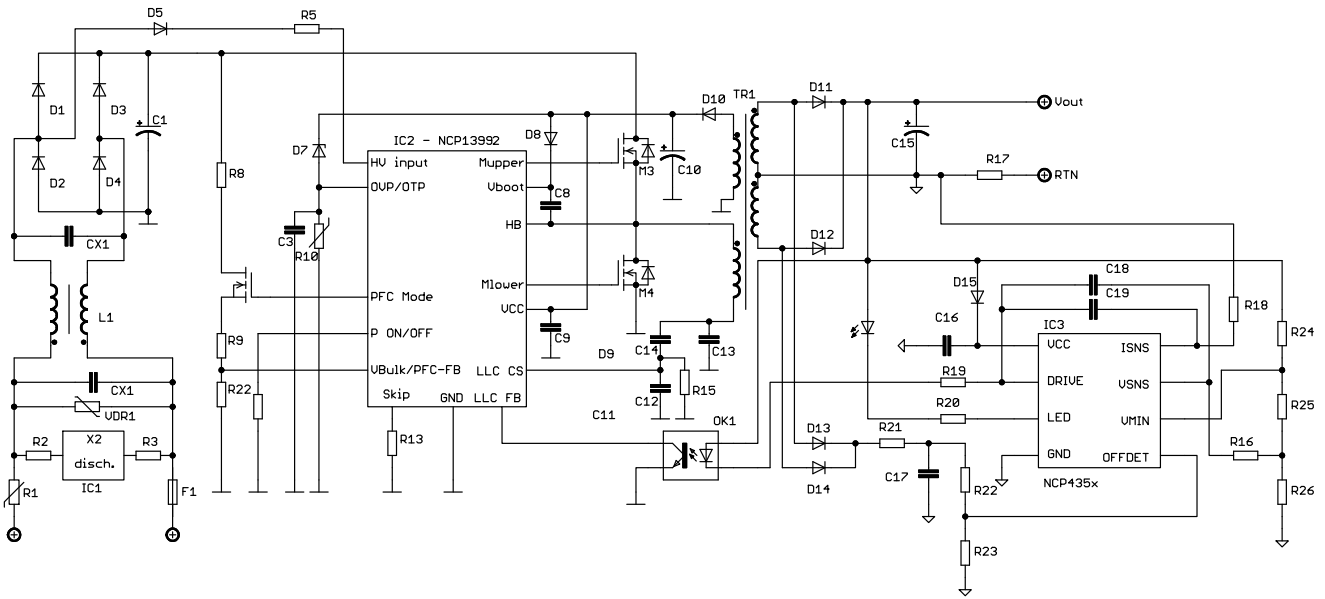 D5
R5
D1
D3
C1
D2
D4
CX1
L1
CX1
VDR1
R2
X2
disch.
IC1
R3
R1
F1
R8
R9
R22
D7
C3
R10
IC2 - NCP13992
HV input
OVP/OTP
PFC Mode
P ON/OFF
VBulk/PFC-FB
Skip
GND
LLC FB
Mupper
Vboot
HB
Mlower
VCC
LLC CS
R13
D8
C8
C9
M3
M4
C10
D10
TR1
D9
C14
C13
C12
R15
C11
OK1
D11
D12
C15
Vout
R17
RTN
D13
D14
R21
C17
R22
R23
R19
R20
C16
D15
C18
C19
IC3
VCC
DRIVE
LED
GND
ISNS
VSNS
VMIN
OFFDET
NCP435x
R18
R16
R24
R25
R26